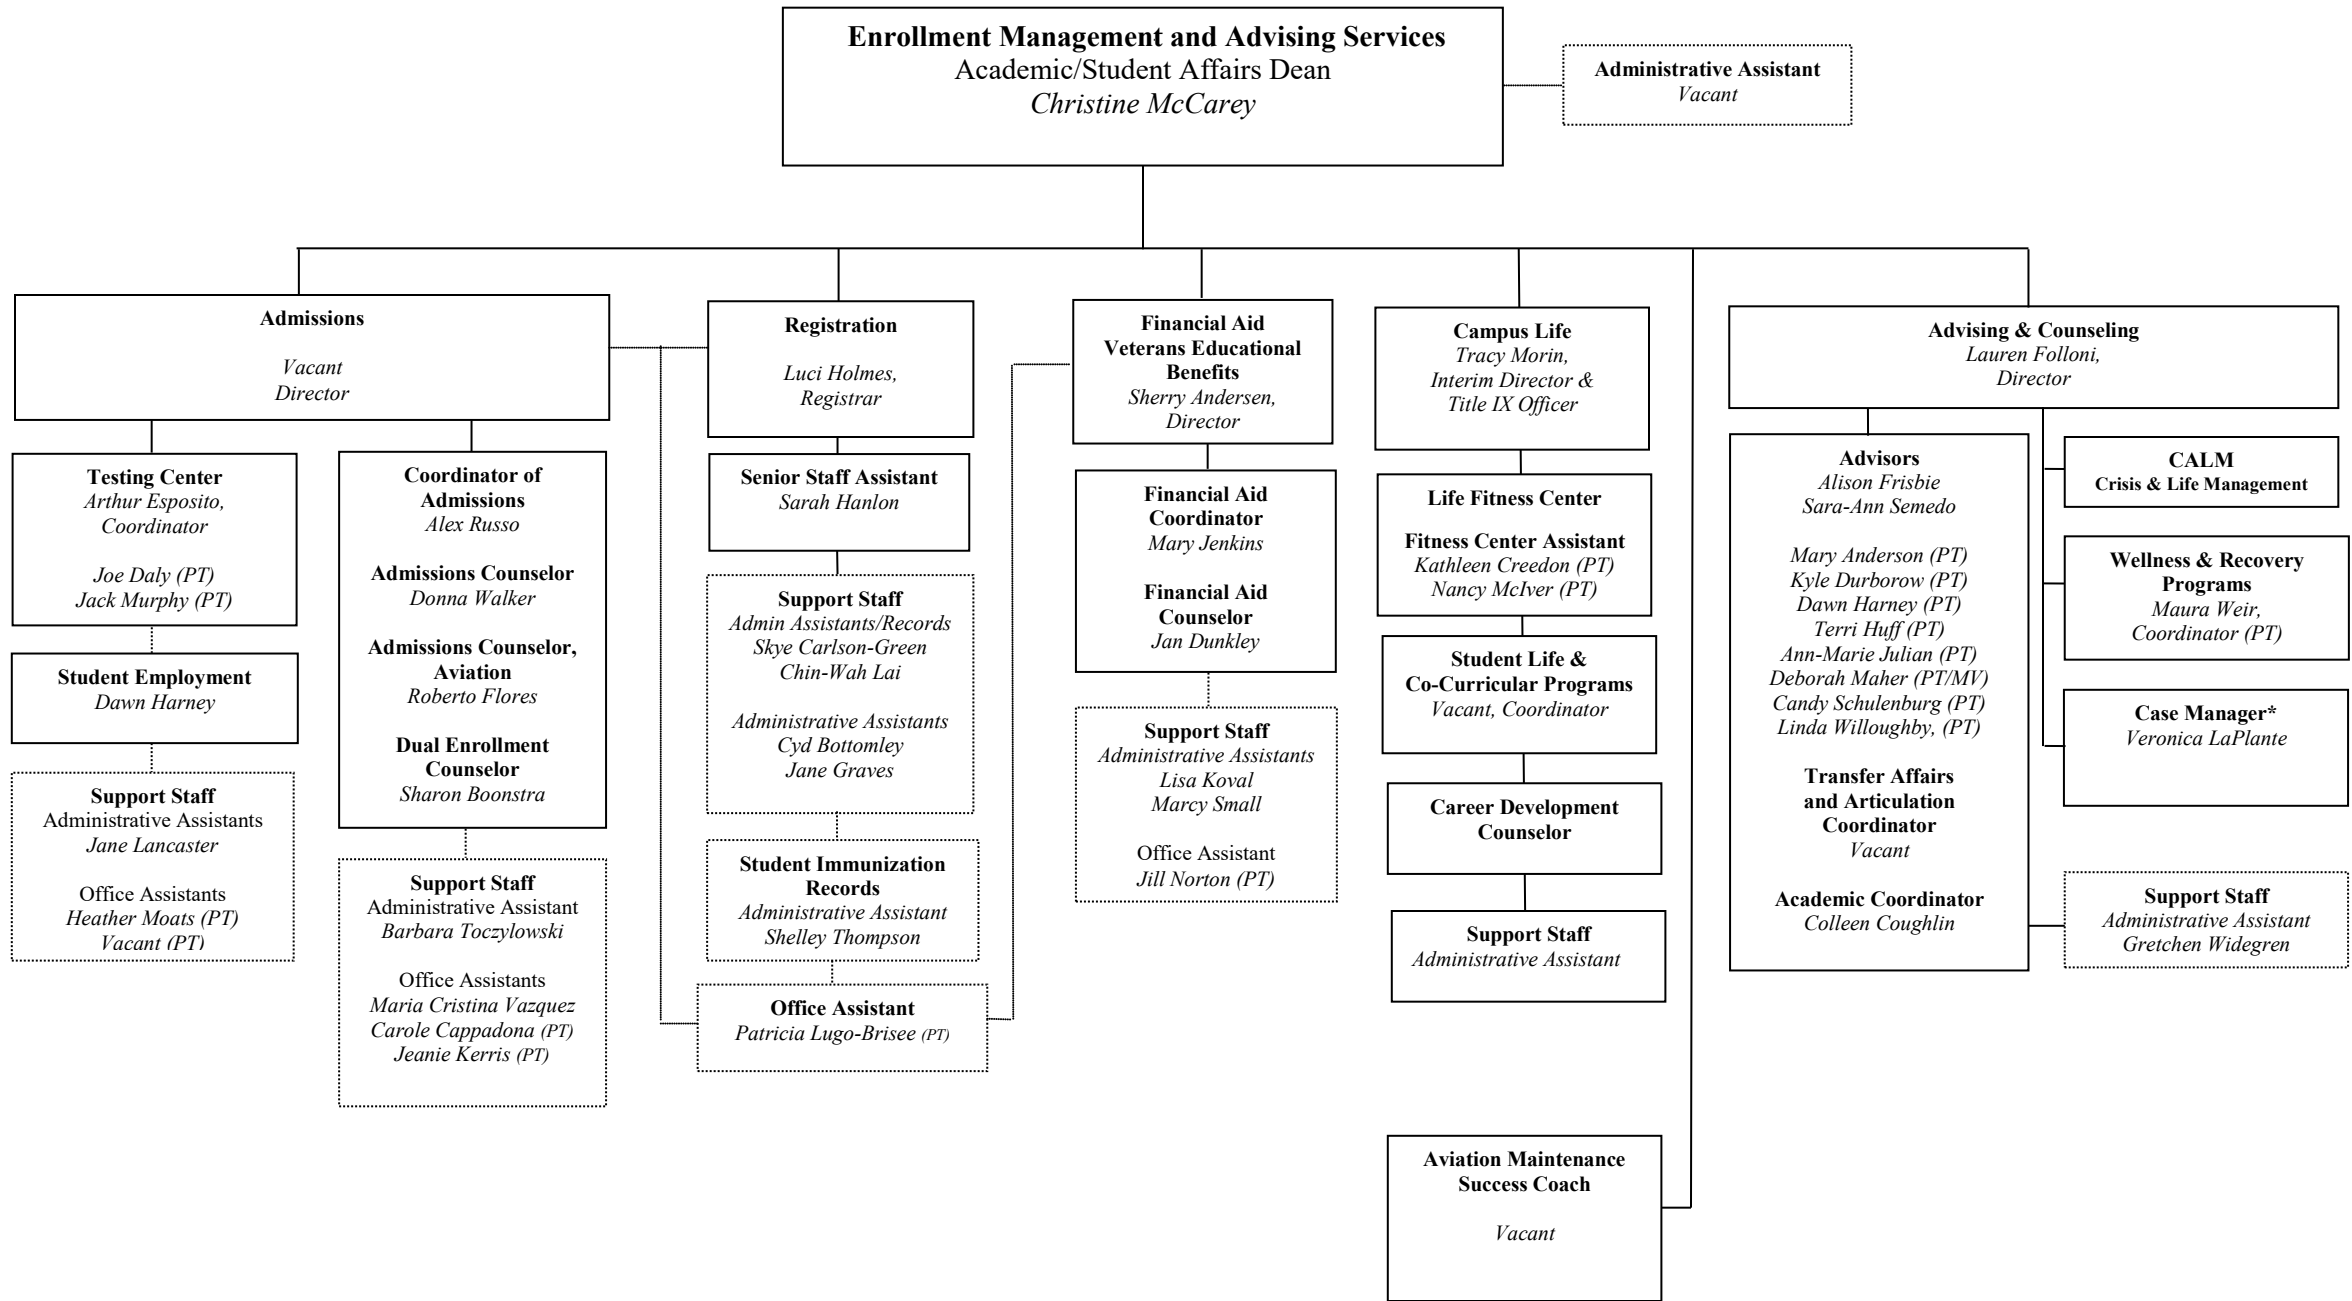 Enrollment Management and Advising Services
Academic/Student Affairs Dean
Christine McCarey
Administrative Assistant
Vacant
Admissions
Vacant
Director
Testing Center
Arthur Esposito,
Coordinator
Joe Daly (PT)
Jack Murphy (PT)
Student Employment
Dawn Harney
Support Staff
Administrative Assistants
Jane Lancaster
Office Assistants
Heather Moats (PT)
Vacant (PT)
Coordinator of
Admissions
Alex Russo
Admissions Counselor
Donna Walker
Admissions Counselor,
Aviation
Roberto Flores
Dual Enrollment
Counselor
Sharon Boonstra
Support Staff
Administrative Assistant
Barbara Toczylowski
Office Assistants
Maria Cristina Vazquez
Carole Cappadona (PT)
Jeanie Kerris (PT)
Registration
Luci Holmes,
Registrar
Senior Staff Assistant
Sarah Hanlon
Support Staff
Admin Assistants/Records
Skye Carlson-Green
Chin-Wah Lai
Administrative Assistants
Cyd Bottomley
Jane Graves
Student Immunization
Records
Administrative Assistant
Shelley Thompson
Office Assistant
Patricia Lugo-Brisee (PT)
Financial Aid
Veterans Educational
Benefits
Sherry Andersen,
Director
Financial Aid
Coordinator
Mary Jenkins
Financial Aid
Counselor
Jan Dunkley
Support Staff
Administrative Assistants
Lisa Koval
Marcy Small
Office Assistant
Jill Norton (PT)
Campus Life
Tracy Morin,
Interim Director &
Title IX Officer
Life Fitness Center
Fitness Center Assistant
Kathleen Creedon (PT)
Nancy McIver (PT)
Student Life &
Co-Curricular Programs
Vacant, Coordinator
Career Development
Counselor
Support Staff
Administrative Assistant
Aviation Maintenance
Success Coach
Vacant
Advising & Counseling
Lauren Folloni,
Director
Advisors
Alison Frisbie
Sara-Ann Semedo
Mary Anderson (PT)
Kyle Durborow (PT)
Dawn Harney (PT)
Terri Huff (PT)
Ann-Marie Julian (PT)
Deborah Maher (PT/MV)
Candy Schulenburg (PT)
Linda Willoughby, (PT)
Transfer Affairs
and Articulation
Coordinator
Vacant
Academic Coordinator
Colleen Coughlin
CALM
Crisis & Life Management
Wellness & Recovery
Programs
Maura Weir,
Coordinator (PT)
Case Manager*
Veronica LaPlante
Support Staff
Administrative Assistant
Gretchen Widegren